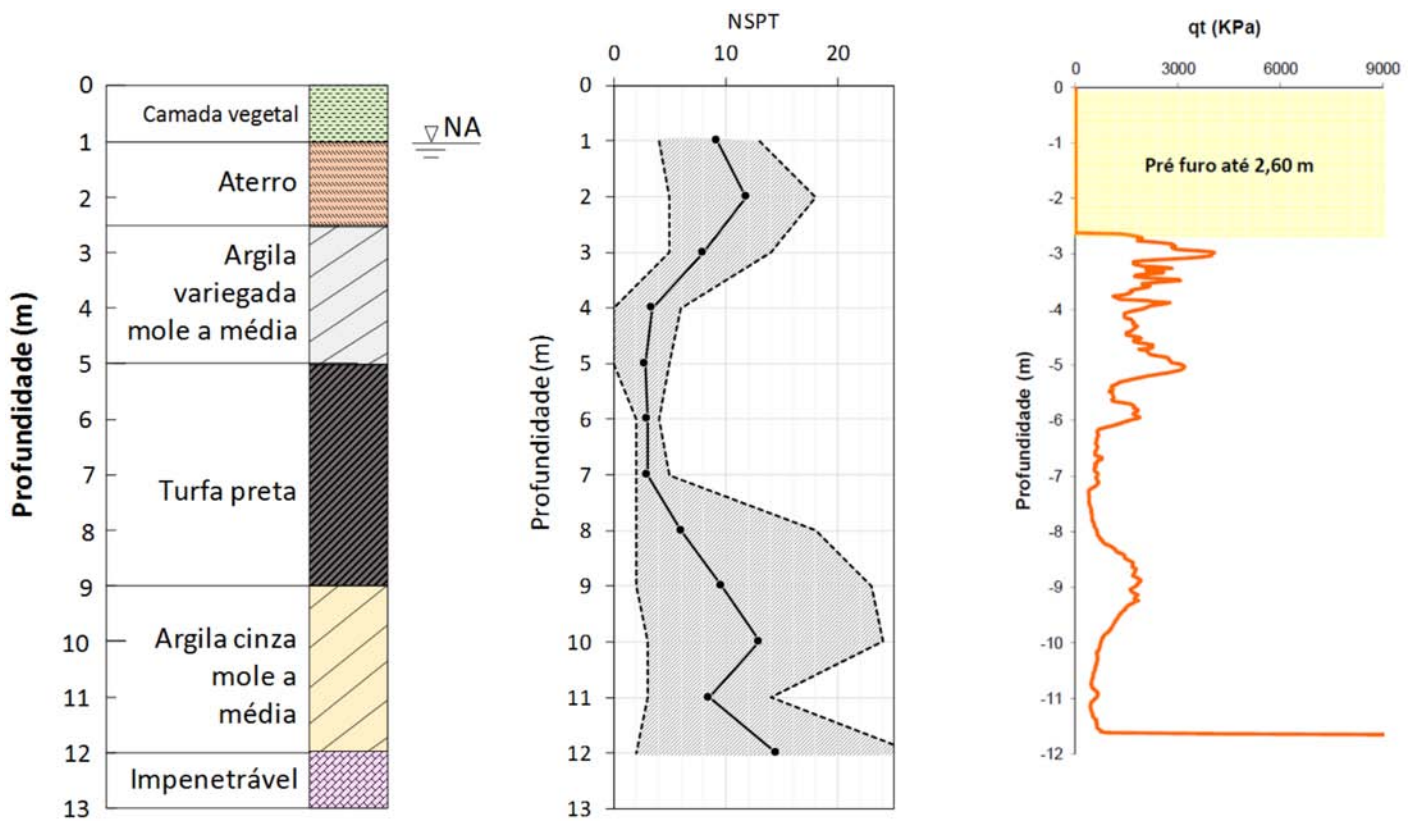 Profundidade (m)
0
1
2
3
4
5
6
7
8
9
10
11
12
13
Camada vegetal
Aterro
Argila
variegada
mole a média
Turfa preta
Argila cinza
mole a
média
Impenetrável
NA
NSPT
0 10 20
Profundidade (m)
0
1
2
3
4
5
6
7
8
9
10
11
12
13
qt (KPa)
0 3000 6000 9000
Profundidade (m)
0
-1
-2
-3
-4
-5
-6
-7
-8
-9
-10
-11
-12
Pré furo até 2,60 m